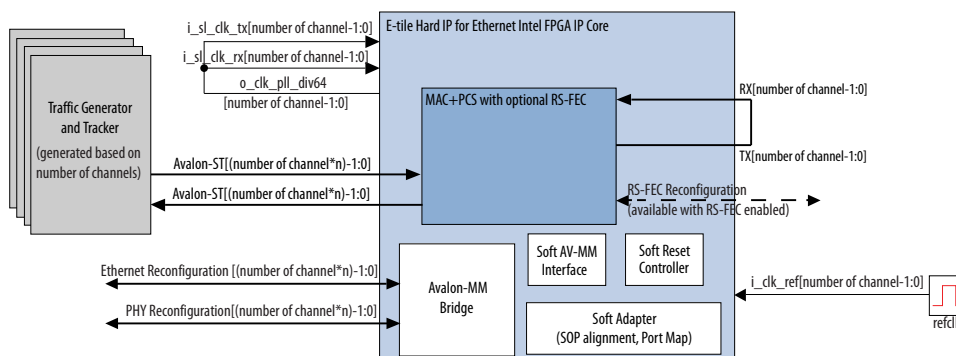 i_sl_clk_tx[number of channel-1:0]
i_sl_clk_rx[number of channel-1:0]
o_clk_pll_div64
[number of channel-1:0]
E-tile Hard IP for Ethernet Intel FPGA IP Core
MAC+PCS with optional RS-FEC
RX[number of channel-1:0]
TX[number of channel-1:0]
Traffic Generator
and Tracker
(generated based on
number of channels)
Avalon-ST[(number of channel*n)-1:0]
Avalon-ST[(number of channel*n)-1:0]
RS-FEC Reconfiguration
(available with RS-FEC enabled)
Ethernet Reconfiguration [(number of channel*n)-1:0]
PHY Reconfiguration[(number of channel*n)-1:0]
Avalon-MM
Bridge
Soft AV-MM
Interface
Soft Reset
Controller
Soft Adapter
(SOP alignment, Port Map)
i_clk_ref[number of channel-1:0]